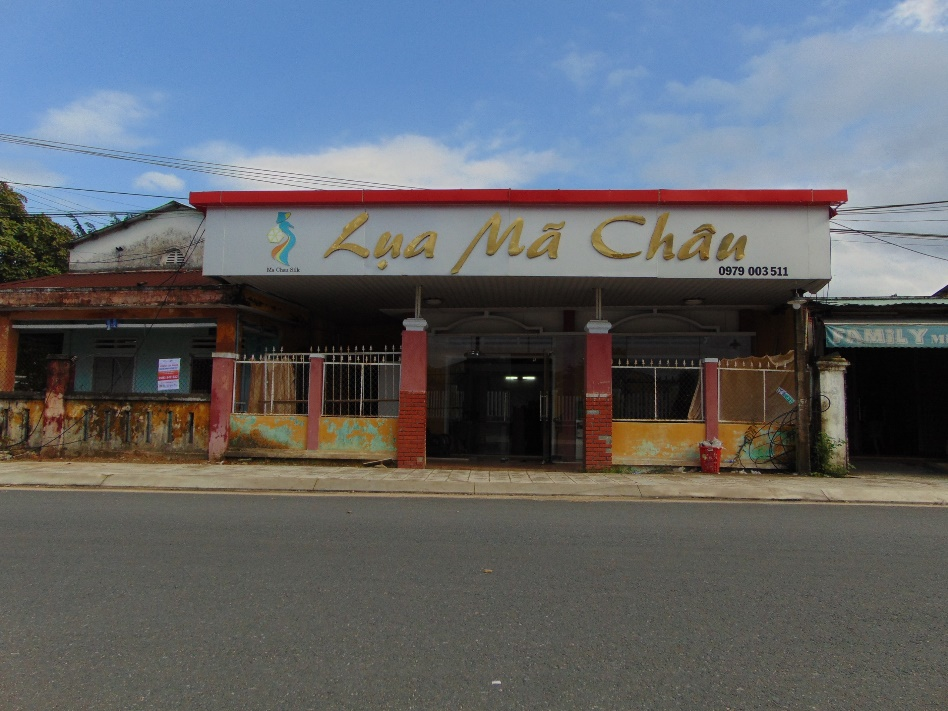 Lụa Mã Châu
Ma Chau Silk
0979 003 511
FAMILY